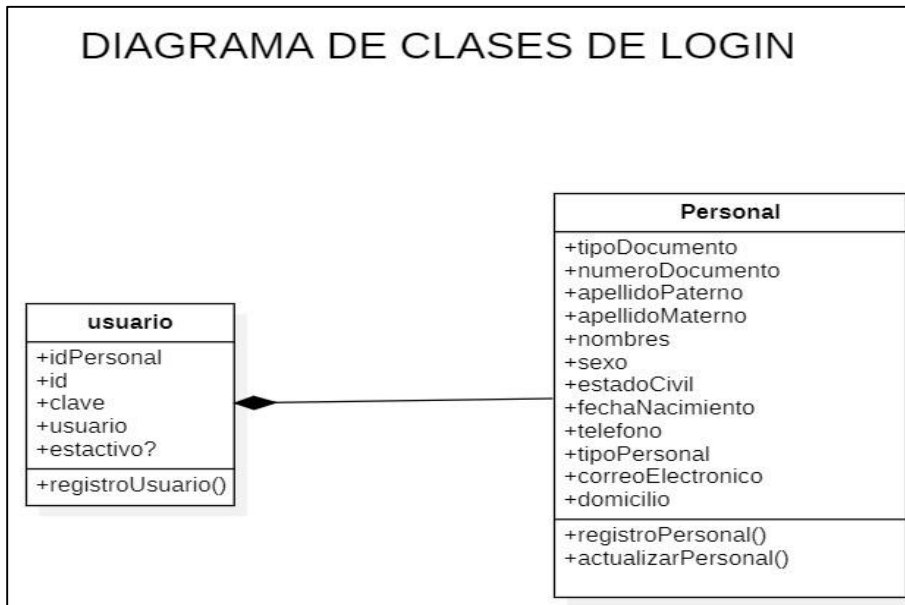 DIAGRAMA DE CLASES DE LOGIN
usuario
+idPersonal
+id
+clave
+usuario
+estactivo?
+registroUsuario()
Personal
+tipoDocumento
+numeroDocumento
+apellidoPaterno
+apellidoMaterno
+nombres
+sexo
+estadoCivil
+fechaNacimiento
+telefono
+tipoPersonal
+correoElectronico
+domicilio
+registroPersonal()
+actualizarPersonal()